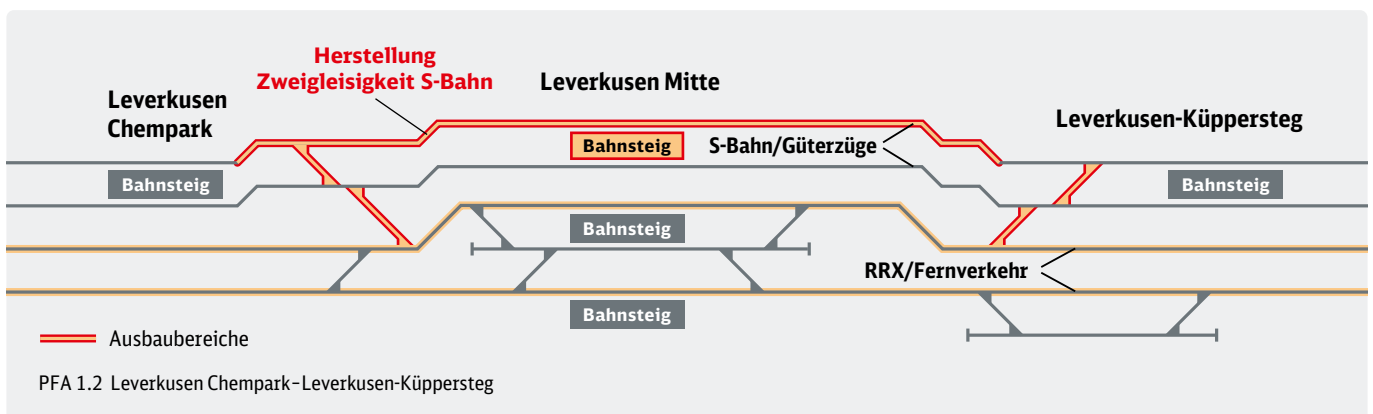 Herstellung
Zweigleisigkeit S-Bahn
Leverkusen Mitte
Leverkusen
Chempark
Leverkusen-Küppersteg
Bahnsteig
S-Bahn/Güterzüge
Bahnsteig
Bahnsteig
Bahnsteig
RRX/Fernverkehr
Bahnsteig
Ausbaubereiche
PFA 1.2 Leverkusen Chempark–Leverkusen-Küppersteg